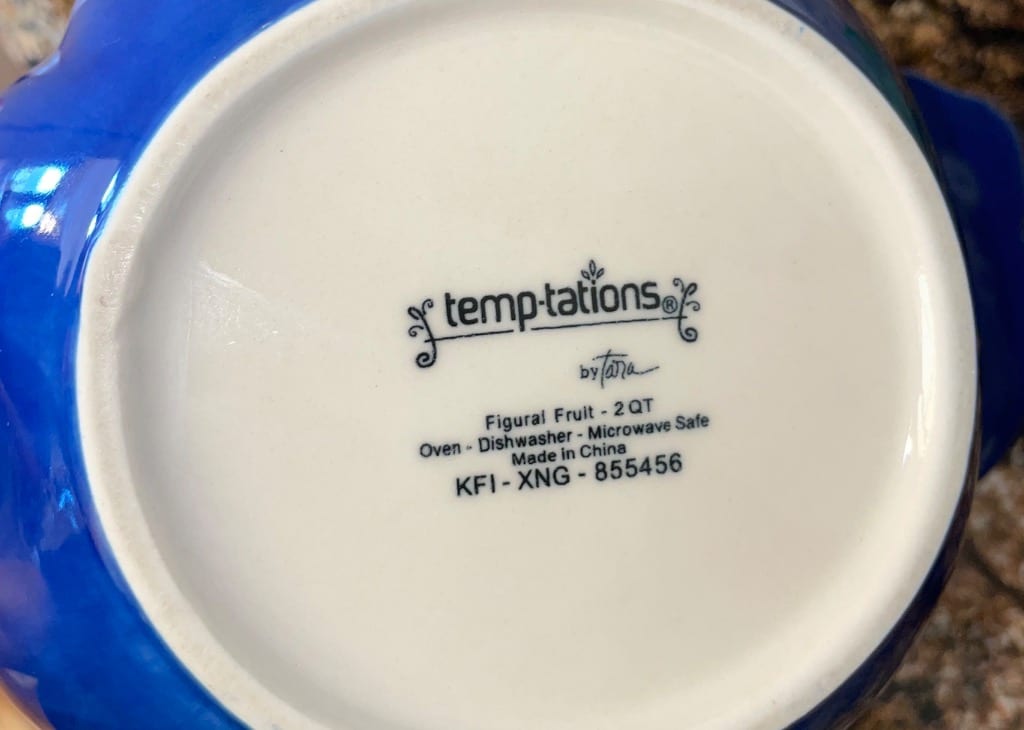 temp-tations®
by Tara
Figural Fruit - 2 QT
Oven - Dishwasher - Microwave Safe
Made in China
KFI - XNG - 855456